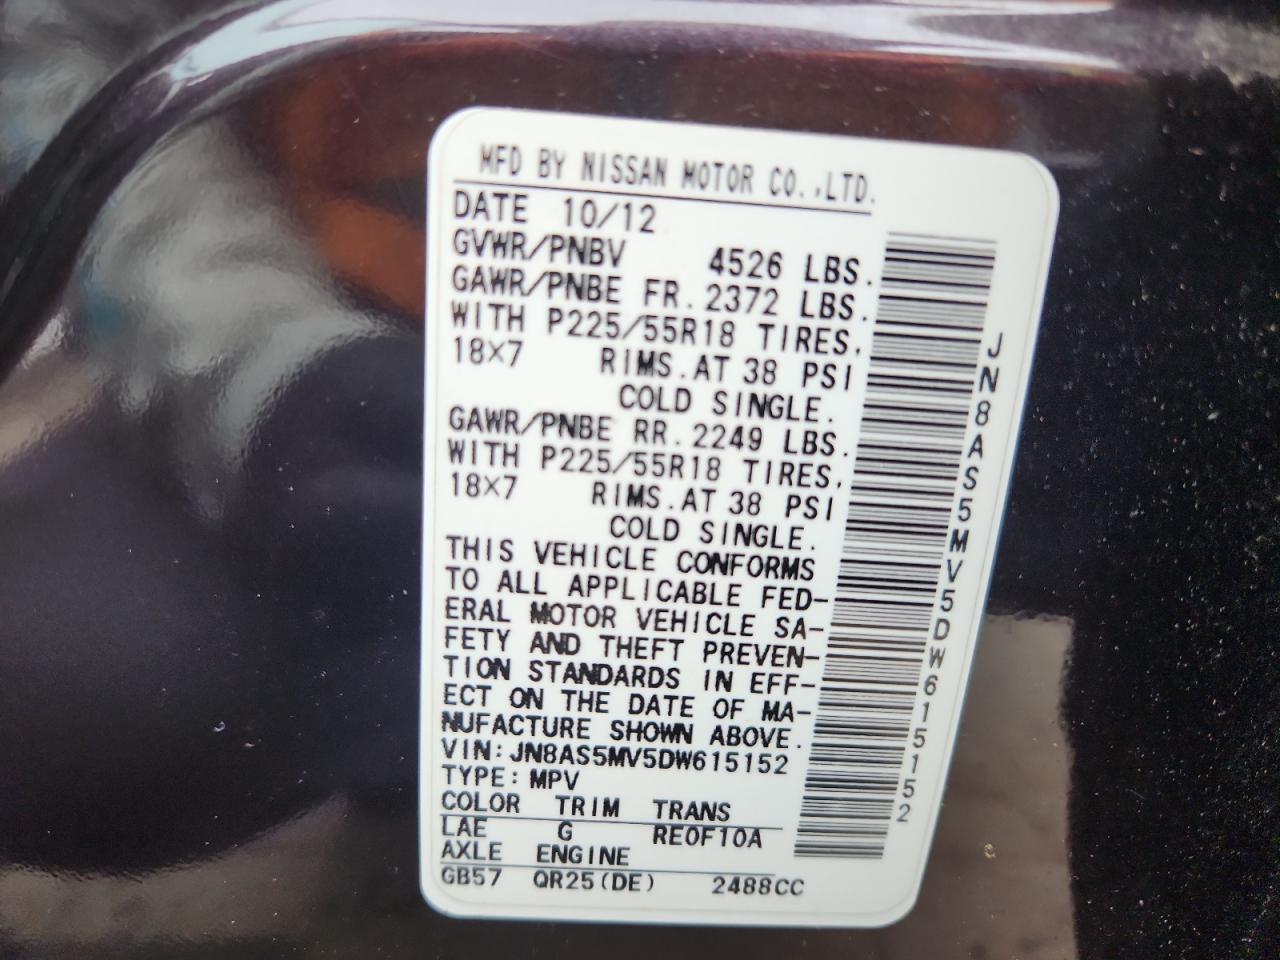 MFD BY NISSAN MOTOR CO.,LTD.
DATE 10/12
GVWR/PNBV 4526 LBS.
GAWR/PNBE FR. 2372 LBS.
WITH P225/55R18 TIRES,
18×7 RIMS. AT 38 PSI
COLD SINGLE.
GAWR/PNBE RR. 2249 LBS.
WITH P225/55R18 TIRES,
18×7 RIMS. AT 38 PSI
COLD SINGLE.
THIS VEHICLE CONFORMS
TO ALL APPLICABLE FED-
ERAL MOTOR VEHICLE SA-
FETY AND THEFT PREVEN-
TION STANDARDS IN EFF-
ECT ON THE DATE OF MA-
NUFACTURE SHOWN ABOVE.
VIN: JN8AS5MV5DW615152
TYPE: MPV
COLOR TRIM TRANS
LAE G RE0F10A
AXLE ENGINE
GB57 QR25(DE) 2488CC
JN8AS5MV5DW615152